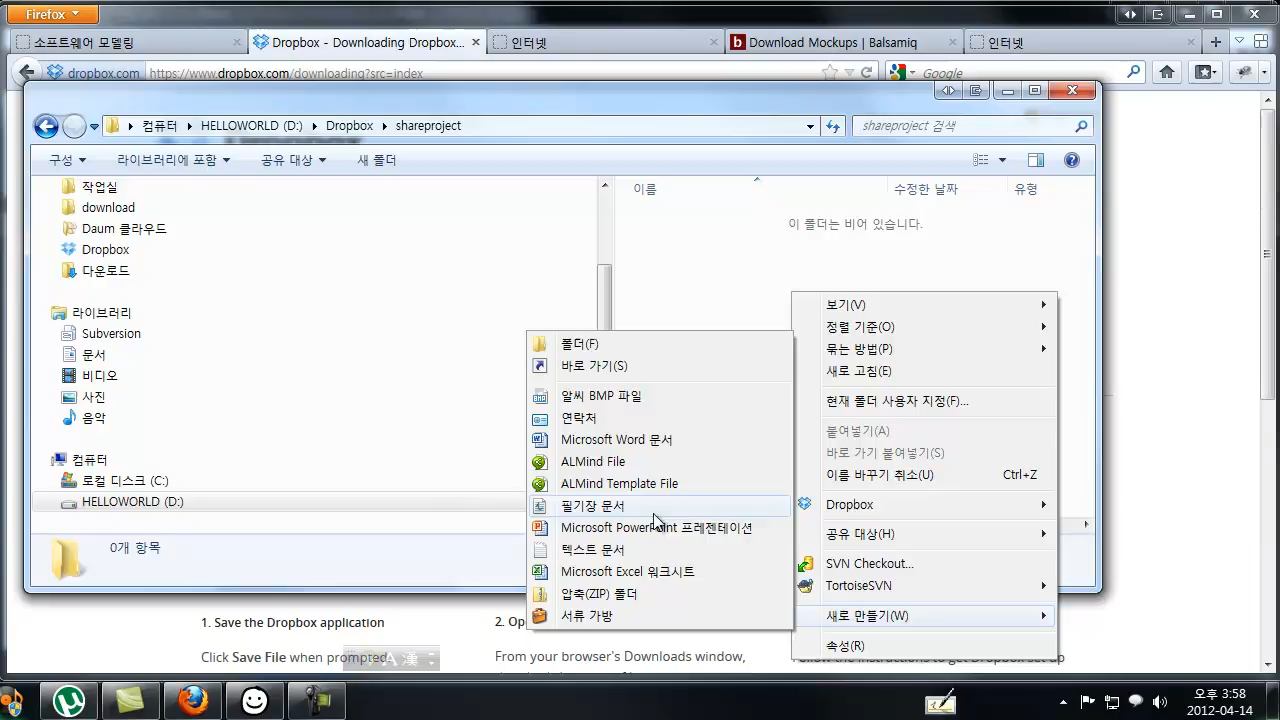 Firefox
소프트웨어 모델링
Dropbox - Downloading Dropbox...
인터넷
Download Mockups | Balsamiq
인터넷
dropbox.com
https://www.dropbox.com/downloading?src=index
Google
컴퓨터 HELLOWORLD (D:) Dropbox shareproject
shareproject 검색
구성 라이브러리에 포함 공유 대상 새 폴더
작업실
download
Daum 클라우드
Dropbox
다운로드
라이브러리
Subversion
문서
비디오
사진
음악
컴퓨터
로컬 디스크 (C:)
HELLOWORLD (D:)
이름 수정한 날짜 유형
이 폴더는 비어 있습니다.
0개 항목
폴더(F)
바로 가기(S)
알씨 BMP 파일
연락처
Microsoft Word 문서
ALMind File
ALMind Template File
필기장 문서
Microsoft PowerPoint 프레젠테이션
텍스트 문서
Microsoft Excel 워크시트
압축(ZIP) 폴더
서류 가방
보기(V)
정렬 기준(O)
묶는 방법(P)
새로 고침(E)
현재 폴더 사용자 지정(F)...
붙여넣기(A)
바로 가기 붙여넣기(S)
이름 바꾸기 취소(U) Ctrl+Z
Dropbox
공유 대상(H)
SVN Checkout...
TortoiseSVN
새로 만들기(W)
속성(R)
1. Save the Dropbox application
2. Op
Click Save File when prompted
From your browser's Downloads window,
Follow the instructions to get Dropbox set up
A 漢
오후 3:58
2012-04-14